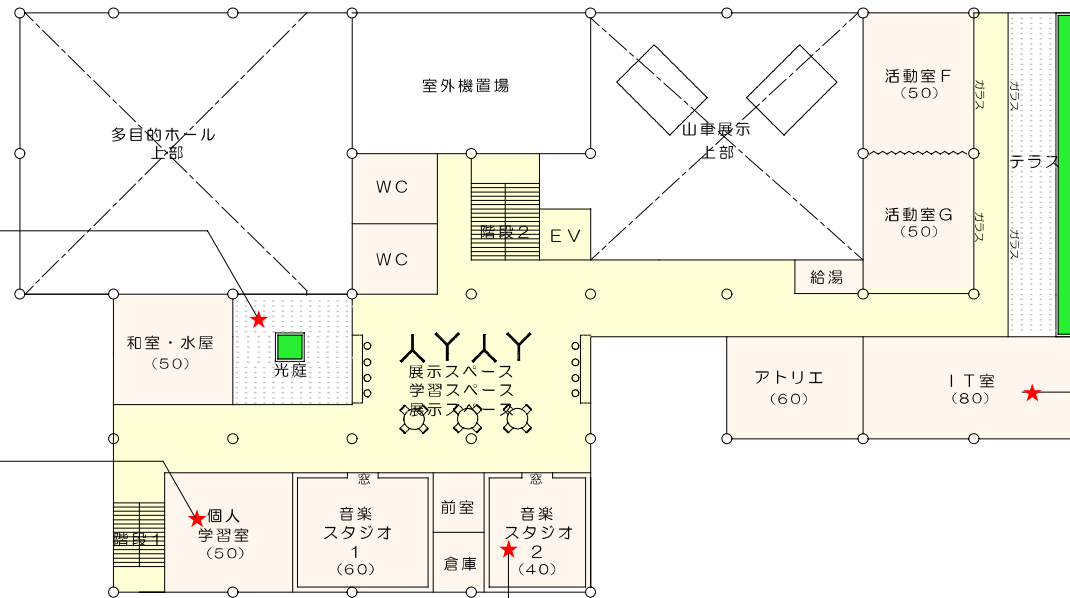 活動室F
(50)
ガラス
ガラス
室外機置場
多目的ホール
上部
山車展示
上部
テラス
WC
活動室G
(50)
ガラス
ガラス
階段2
EV
WC
給湯
和室・水屋
(50)
光庭
展示スペース
学習スペース
展示スペース
アトリエ
(60)
IT室
(80)
窓
窓
個人
学習室
(50)
音楽
スタジオ
1
(60)
前室
音楽
スタジオ
2
(40)
階段1
倉庫